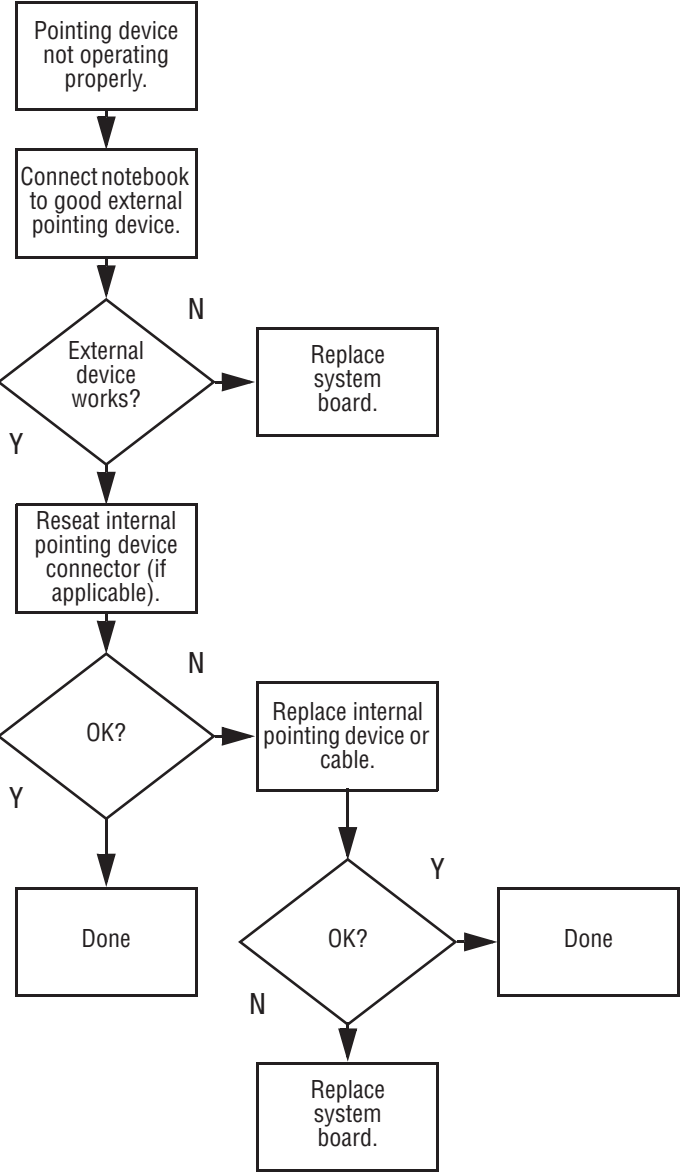 Pointing device
not operating
properly.
Connect notebook
to good external
pointing device.
N
External
device
works?
Replace
system
board.
Y
Reseat internal
pointing device
connector (if
applicable).
N
OK?
Replace internal
pointing device or
cable.
Y
Y
Done
OK?
Done
N
Replace
system
board.